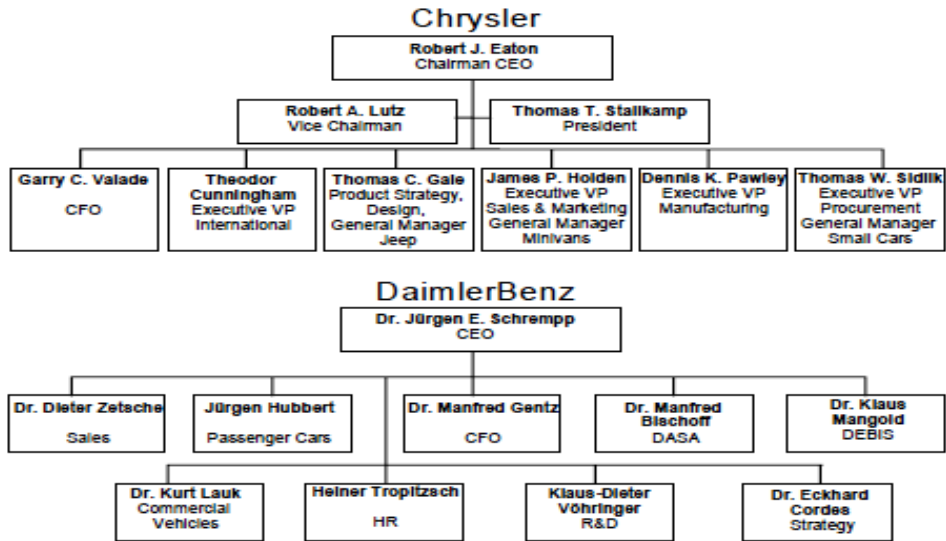 Chrysler
Robert J. Eaton
Chairman CEO
Robert A. Lutz
Vice Chairman
Thomas T. Stallkamp
President
Garry C. Valade
CFO
Theodor
Cunningham
Executive VP
International
Thomas C. Gale
Product Strategy,
Design,
General Manager
Jeep
James P. Holden
Executive VP
Sales & Marketing
General Manager
Minivans
Dennis K. Pawley
Executive VP
Manufacturing
Thomas W. Sidlik
Executive VP
Procurement
General Manager
Small Cars
DaimlerBenz
Dr. Jürgen E. Schrempp
CEO
Dr. Dieter Zetsche
Sales
Jürgen Hubbert
Passenger Cars
Dr. Manfred Gentz
CFO
Dr. Manfred
Bischoff
DASA
Dr. Klaus
Mangold
DEBIS
Dr. Kurt Lauk
Commercial
Vehicles
Heiner Tropitzsch
HR
Klaus-Dieter
Vöhringer
R&D
Dr. Eckhard
Cordes
Strategy